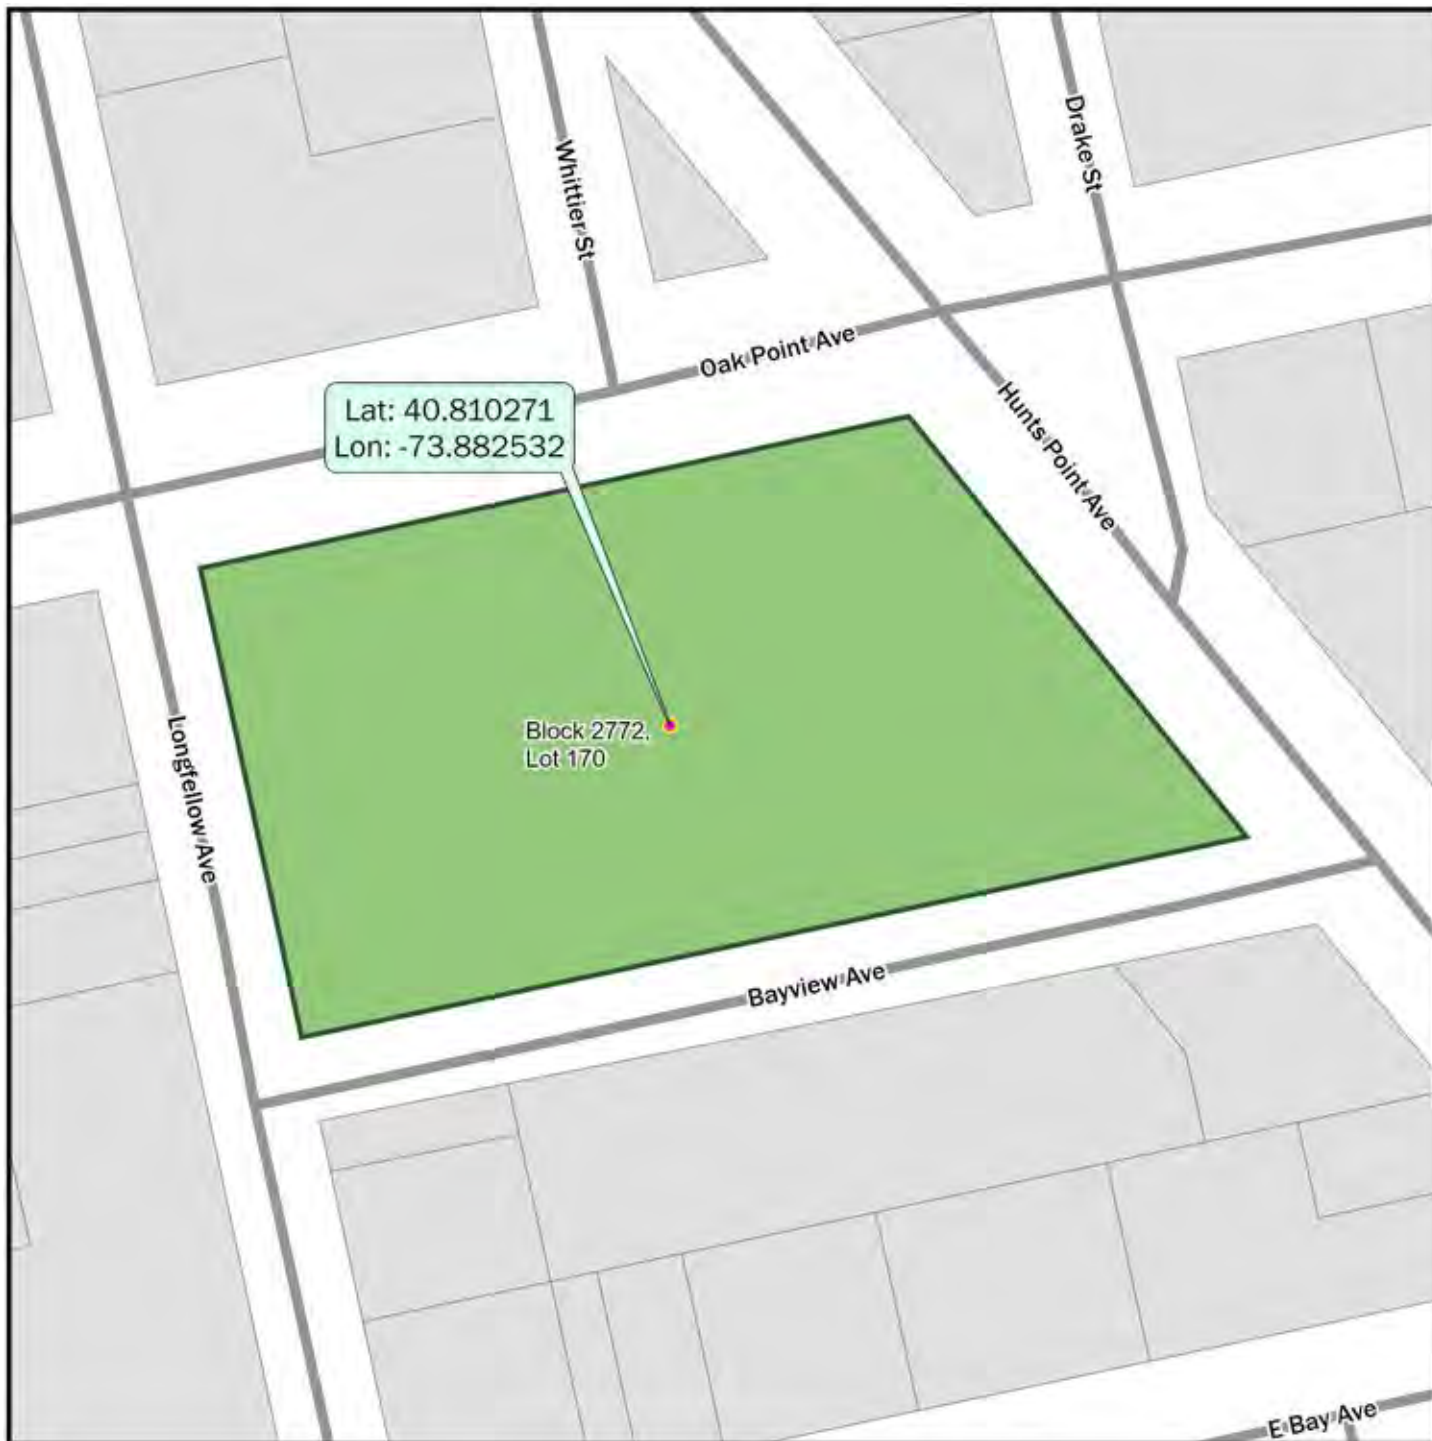 Whittier St
Drake St
Oak Point Ave
Lat: 40.810271
Lon: -73.882532
Hunts Point Ave
Block 2772,
Lot 170
Longfellow Ave
Bayview Ave
E Bay Ave